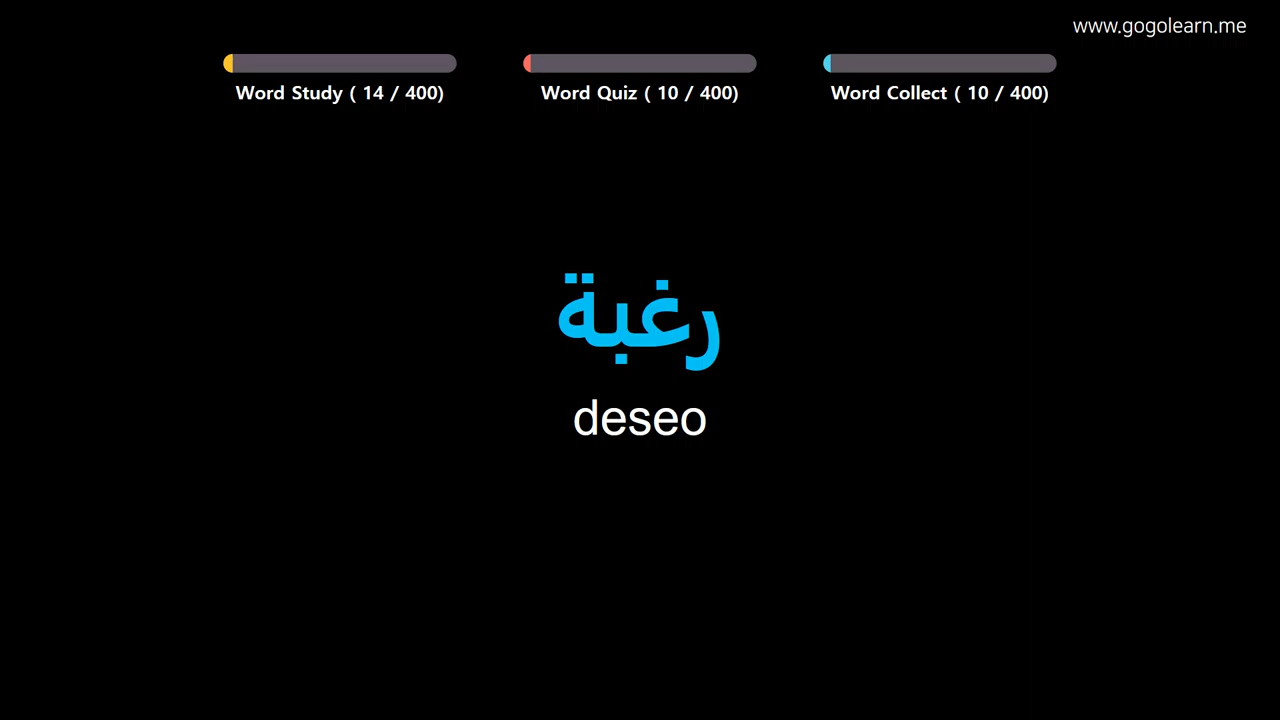 www.gogolearn.me
Word Study ( 14 / 400)
Word Quiz ( 10 / 400)
Word Collect ( 10 / 400)
رغبة
deseo